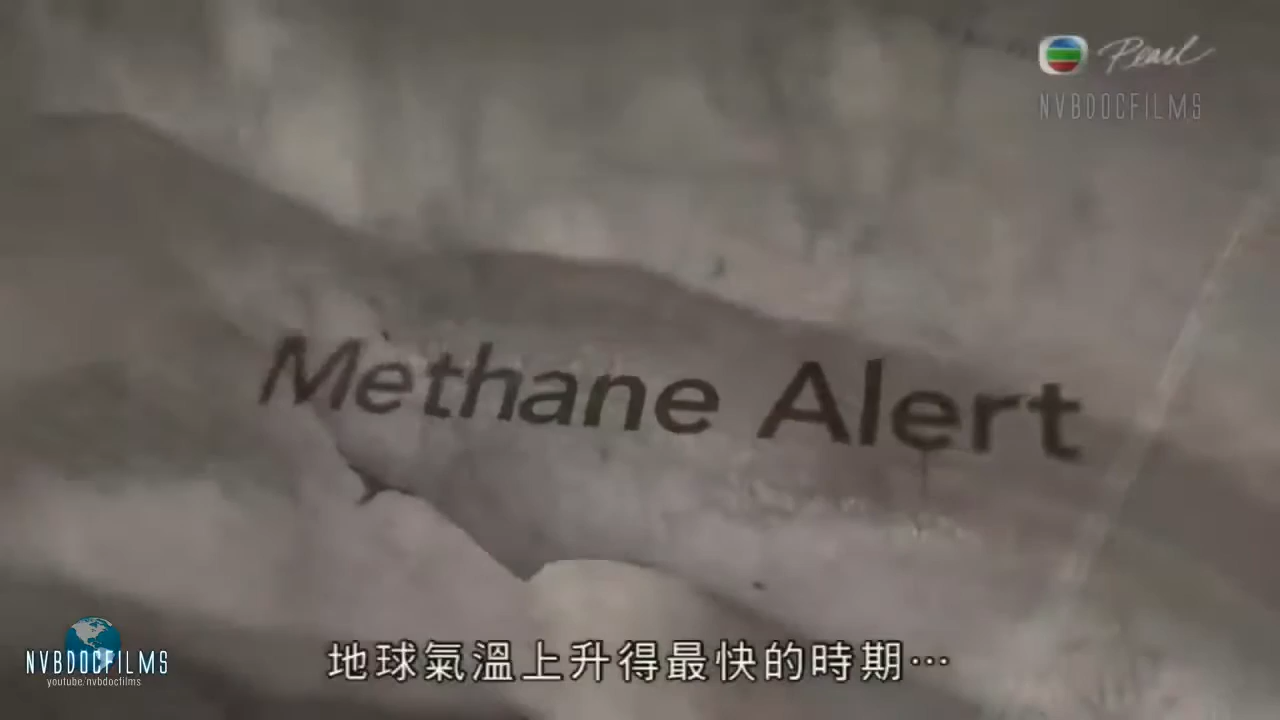 Pearl
NVBDOCFILMS
Methane Alert
地球氣溫上升得最快的時期…
NVBDOCFILMS
youtube/nvbdocfilms